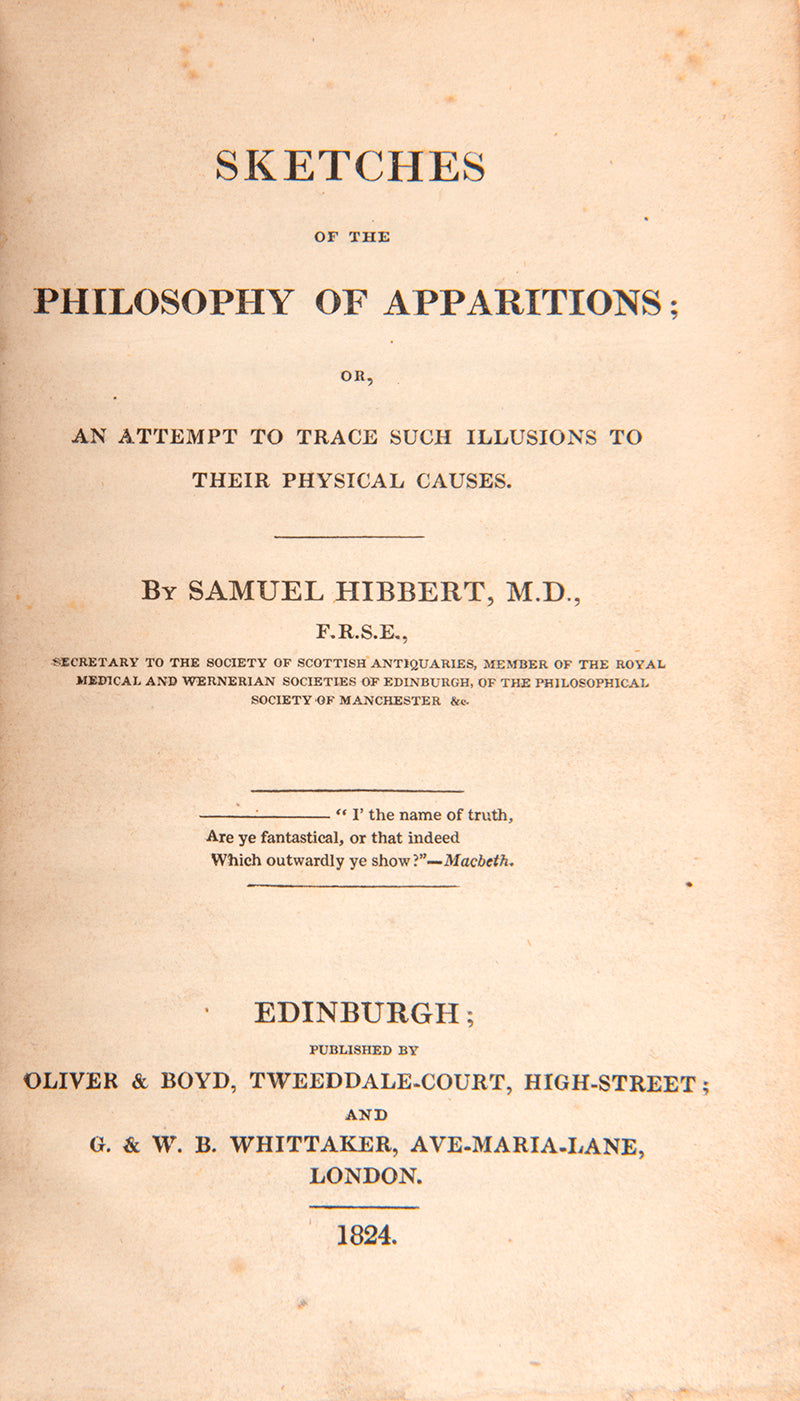 SKETCHES
OF THE
PHILOSOPHY OF APPARITIONS;
OR,
AN ATTEMPT TO TRACE SUCH ILLUSIONS TO
THEIR PHYSICAL CAUSES.
By SAMUEL HIBBERT, M.D.,
F.R.S.E.,
SECRETARY TO THE SOCIETY OF SCOTTISH ANTIQUARIES, MEMBER OF THE ROYAL
MEDICAL AND WERNERIAN SOCIETIES OF EDINBURGH, OF THE PHILOSOPHICAL
SOCIETY OF MANCHESTER &c.
“ I’ the name of truth,
Are ye fantastical, or that indeed
Which outwardly ye show?”—Macbeth.
EDINBURGH;
PUBLISHED BY
OLIVER & BOYD, TWEEDDALE-COURT, HIGH-STREET;
AND
G. & W. B. WHITTAKER, AVE-MARIA-LANE,
LONDON.
1824.